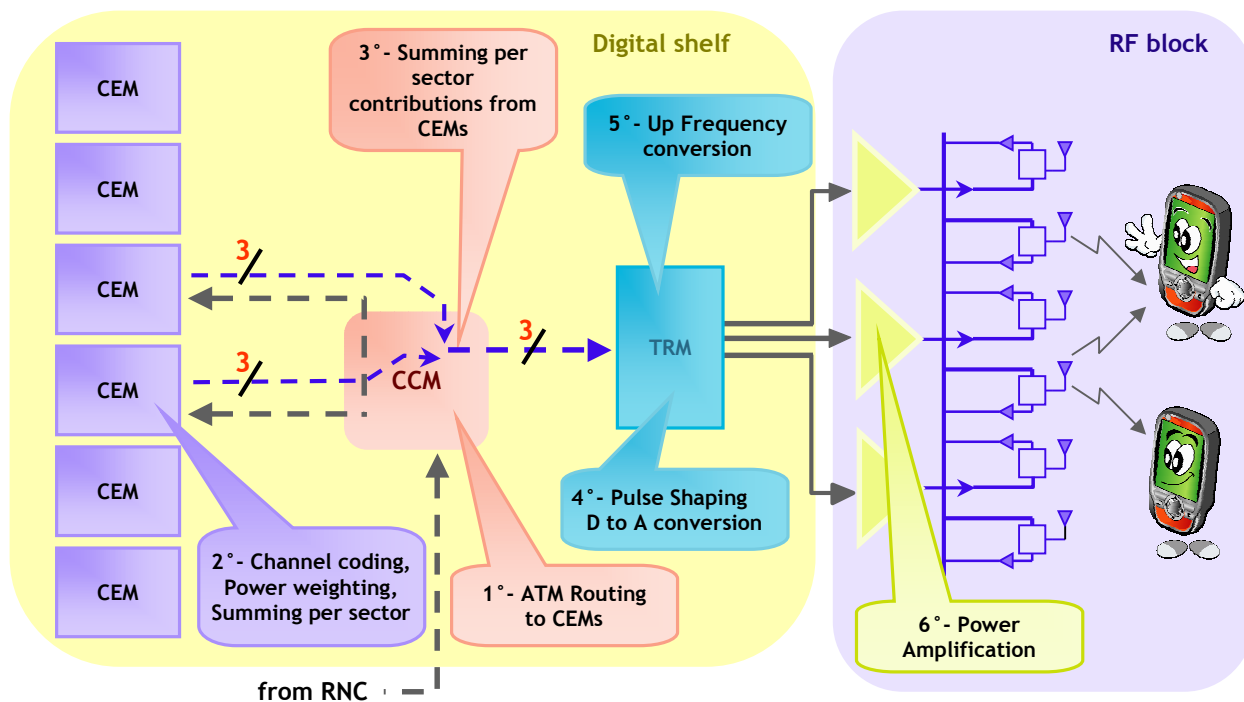 Digital shelf
RF block
CEM
CEM
CEM
CEM
CEM
CEM
3°- Summing per
sector
contributions from
CEMs
5°- Up Frequency
conversion
3
3
3
CCM
TRM
4°- Pulse Shaping
D to A conversion
2°- Channel coding,
Power weighting,
Summing per sector
1°- ATM Routing
to CEMs
6°- Power
Amplification
from RNC